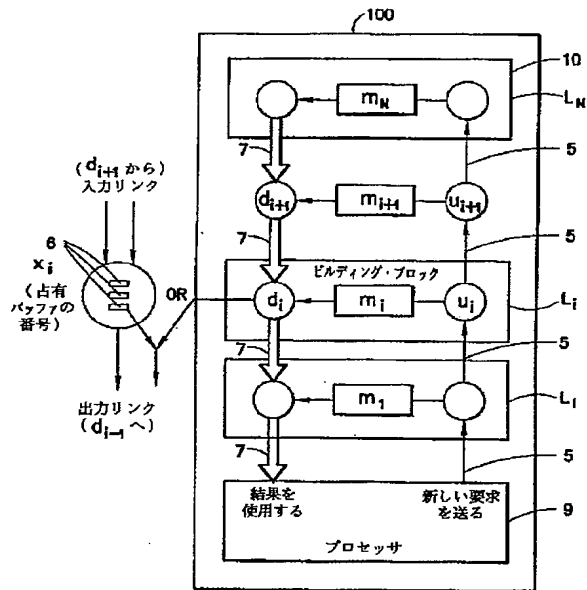 100
10
m_N
L_N
7
5
(d_{i+1} から)
入力リンク
d_{i+1}
m_{i+1}
u_{i+1}
6
x_i
(占有
バッファの
番号)
OR
7
5
ビルディング・ブロック
d_i
m_i
u_i
L_i
出力リンク
(d_{i-1} へ)
7
5
m_1
L_1
7
5
結果を
使用する
新しい要求
を送る
9
プロセッサ